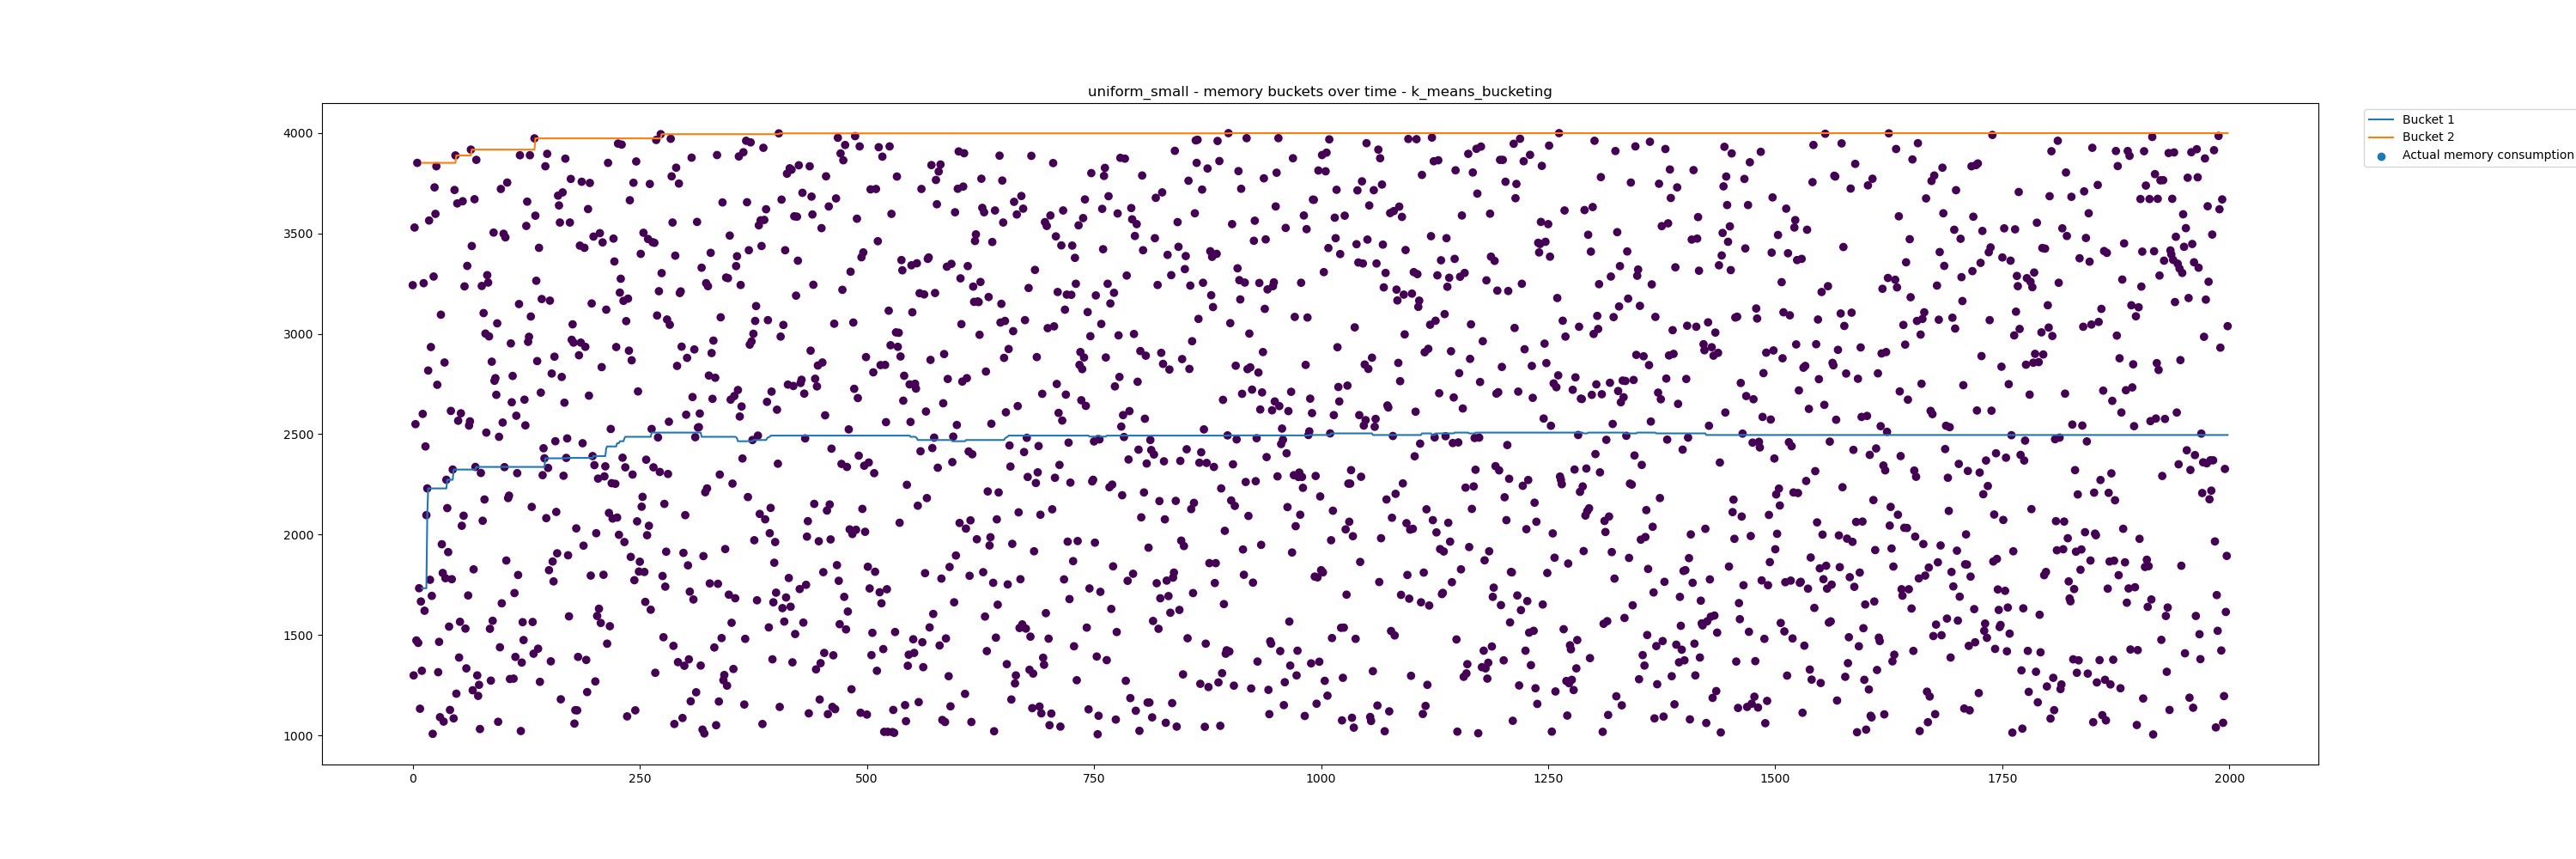 uniform_small - memory buckets over time - k_means_bucketing
4000
3500
3000
2500
2000
1500
1000
0 250 500 750 1000 1250 1500 1750 2000
Bucket 1
Bucket 2
Actual memory consumption